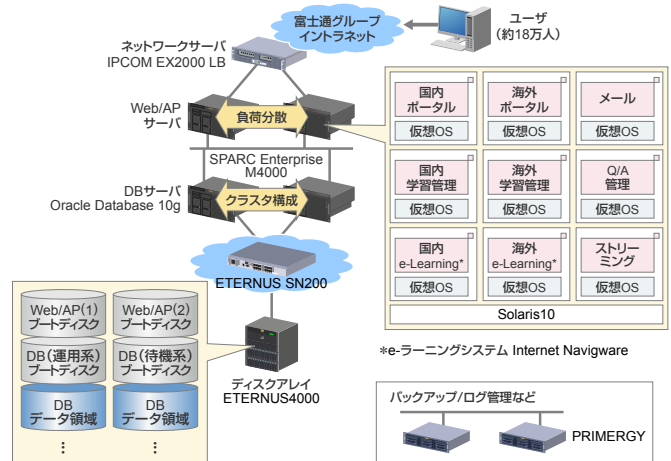 富士通グループ
イントラネット
ユーザ
（約18万人）
ネットワークサーバ
IPCOM EX2000 LB
Web/AP
サーバ
負荷分散
SPARC Enterprise
M4000
DBサーバ
Oracle Database 10g
クラスタ構成
ETERNUS SN200
国内
ポータル
仮想OS
海外
ポータル
仮想OS
メール
仮想OS
国内
学習管理
仮想OS
海外
学習管理
仮想OS
Q/A
管理
仮想OS
国内
e-Learning*
仮想OS
海外
e-Learning*
仮想OS
ストリー
ミング
仮想OS
Solaris10
*e-ラーニングシステム Internet Navigware
Web/AP(1)
ブートディスク
Web/AP(2)
ブートディスク
DB(運用系)
ブートディスク
DB(待機系)
ブートディスク
DB
データ領域
DB
データ領域
⋮
⋮
ディスクアレイ
ETERNUS4000
バックアップ/ログ管理など
PRIMERGY